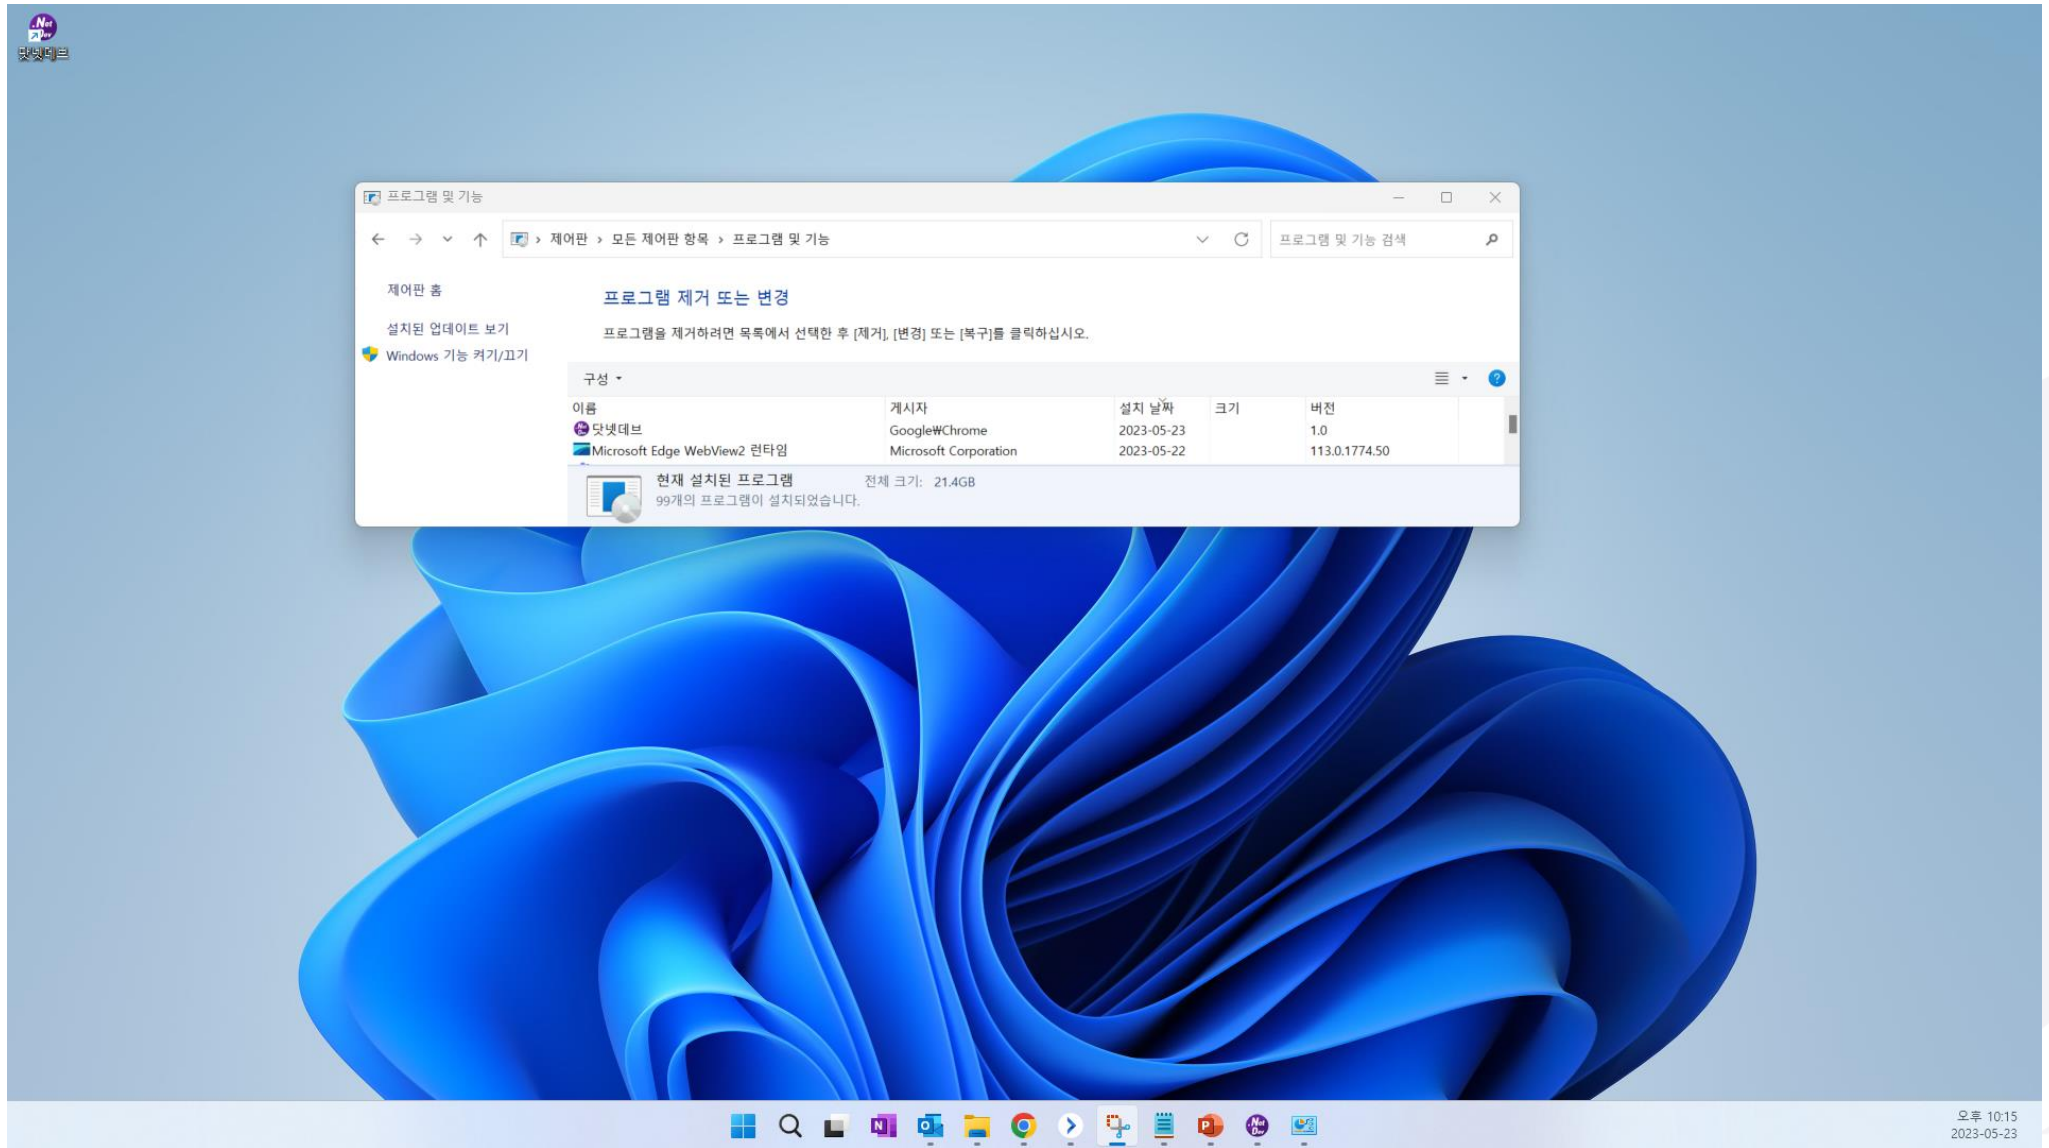 .Net
Dev
닷넷데브
프로그램 및 기능
제어판 › 모든 제어판 항목 › 프로그램 및 기능
프로그램 및 기능 검색
제어판 홈
설치된 업데이트 보기
Windows 기능 켜기/끄기
프로그램 제거 또는 변경
프로그램을 제거하려면 목록에서 선택한 후 [제거], [변경] 또는 [복구]를 클릭하십시오.
구성
이름 게시자 설치 날짜 크기 버전
닷넷데브 Google₩Chrome 2023-05-23 1.0
Microsoft Edge WebView2 런타임 Microsoft Corporation 2023-05-22 113.0.1774.50
현재 설치된 프로그램 전체 크기: 21.4GB
99개의 프로그램이 설치되었습니다.
오후 10:15
2023-05-23